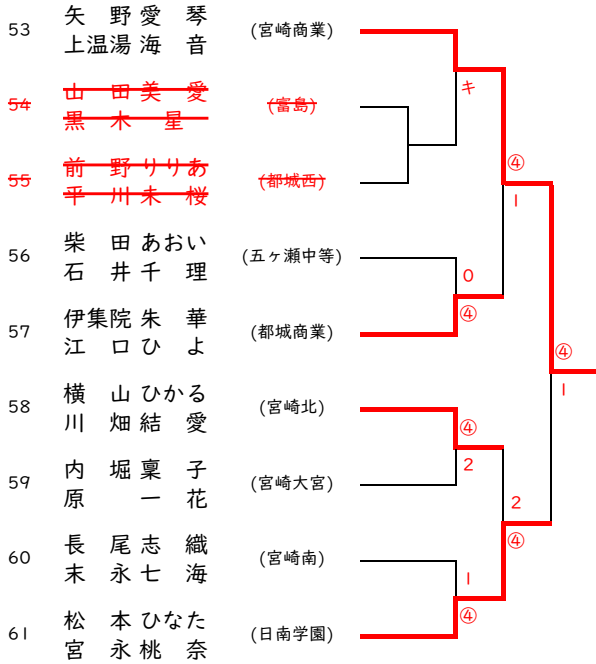 53 矢野愛琴 (宮崎商業)
上温湯海音
キ
54 山田美愛 (富島)
黒木星
④
55 前野りりあ (都城西)
平川未桜
1
56 柴田あおい (五ヶ瀬中等)
石井千理
0
④
57 伊集院朱華 (都城商業)
江口ひよ
④
1
58 横山ひかる (宮崎北)
川畑結愛
④
2
59 内堀稟子 (宮崎大宮)
原一花
2
④
60 長尾志織 (宮崎南)
末永七海
1
④
61 松本ひなた (日南学園)
宮永桃奈